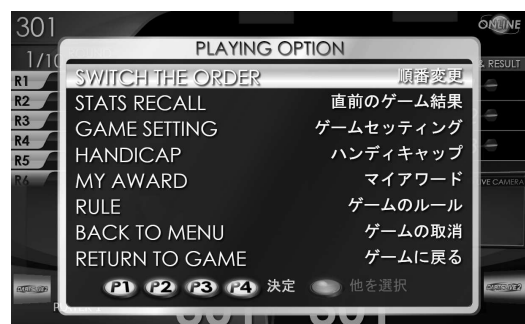 301
ONLINE
1/10
& RESULT
PLAYING OPTION
R1
SWITCH THE ORDER 順番変更
R2
STATS RECALL 直前のゲーム結果
R3
GAME SETTING ゲームセッティング
R4
HANDICAP ハンディキャップ
R5
MY AWARD マイアワード
R6
LIVE CAMERA
RULE ゲームのルール
BACK TO MENU ゲームの取消
RETURN TO GAME ゲームに戻る
P1 P2 P3 P4 決定 他を選択